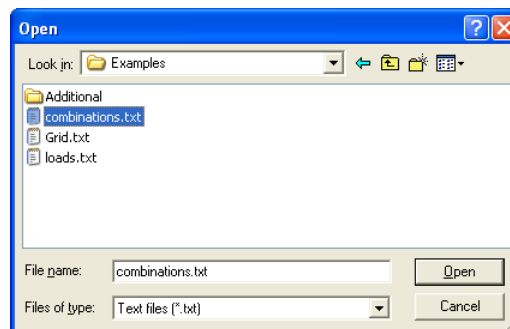 Open
Look in: Examples
Additional
combinations.txt
Grid.txt
loads.txt
File name: combinations.txt Open
Files of type: Text files (*.txt) Cancel